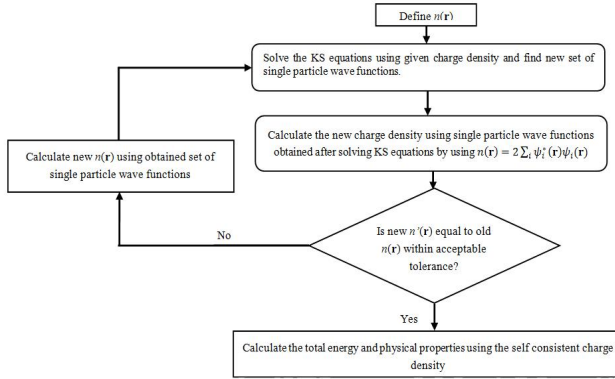 Define n(r)
Solve the KS equations using given charge density and find new set of
single particle wave functions.
Calculate the new charge density using single particle wave functions
obtained after solving KS equations by using n(r) = 2∑ᵢ ψᵢ*(r)ψᵢ(r)
Calculate new n(r) using obtained set of
single particle wave functions
Is new n'(r) equal to old
n(r) within acceptable
tolerance?
No
Yes
Calculate the total energy and physical properties using the self consistent charge
density